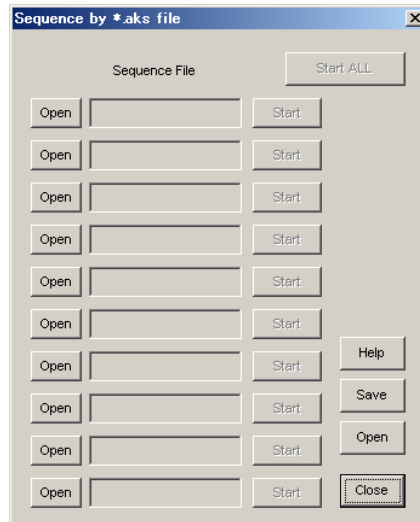 Sequence by *.aks file
Sequence File
Start ALL
Open Start
Open Start
Open Start
Open Start
Open Start
Open Start
Open Start
Help
Open Start
Save
Open Start
Open
Open Start
Close